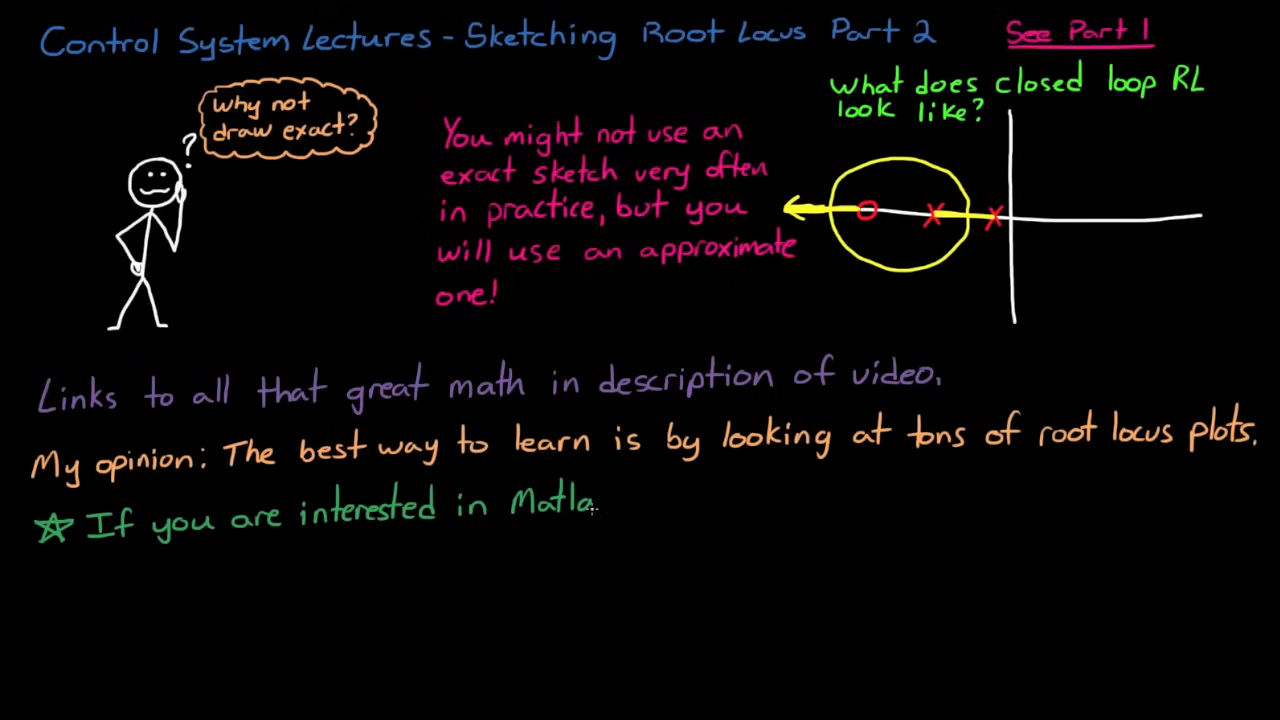 Control System Lectures - Sketching Root Locus Part 2
See Part 1
Why not
draw exact?
?
You might not use an
exact sketch very often
in practice, but you
will use an approximate
one!
What does closed loop RL
look like?
Links to all that great math in description of video.
My opinion: The best way to learn is by looking at tons of root locus plots.
If you are interested in Matla